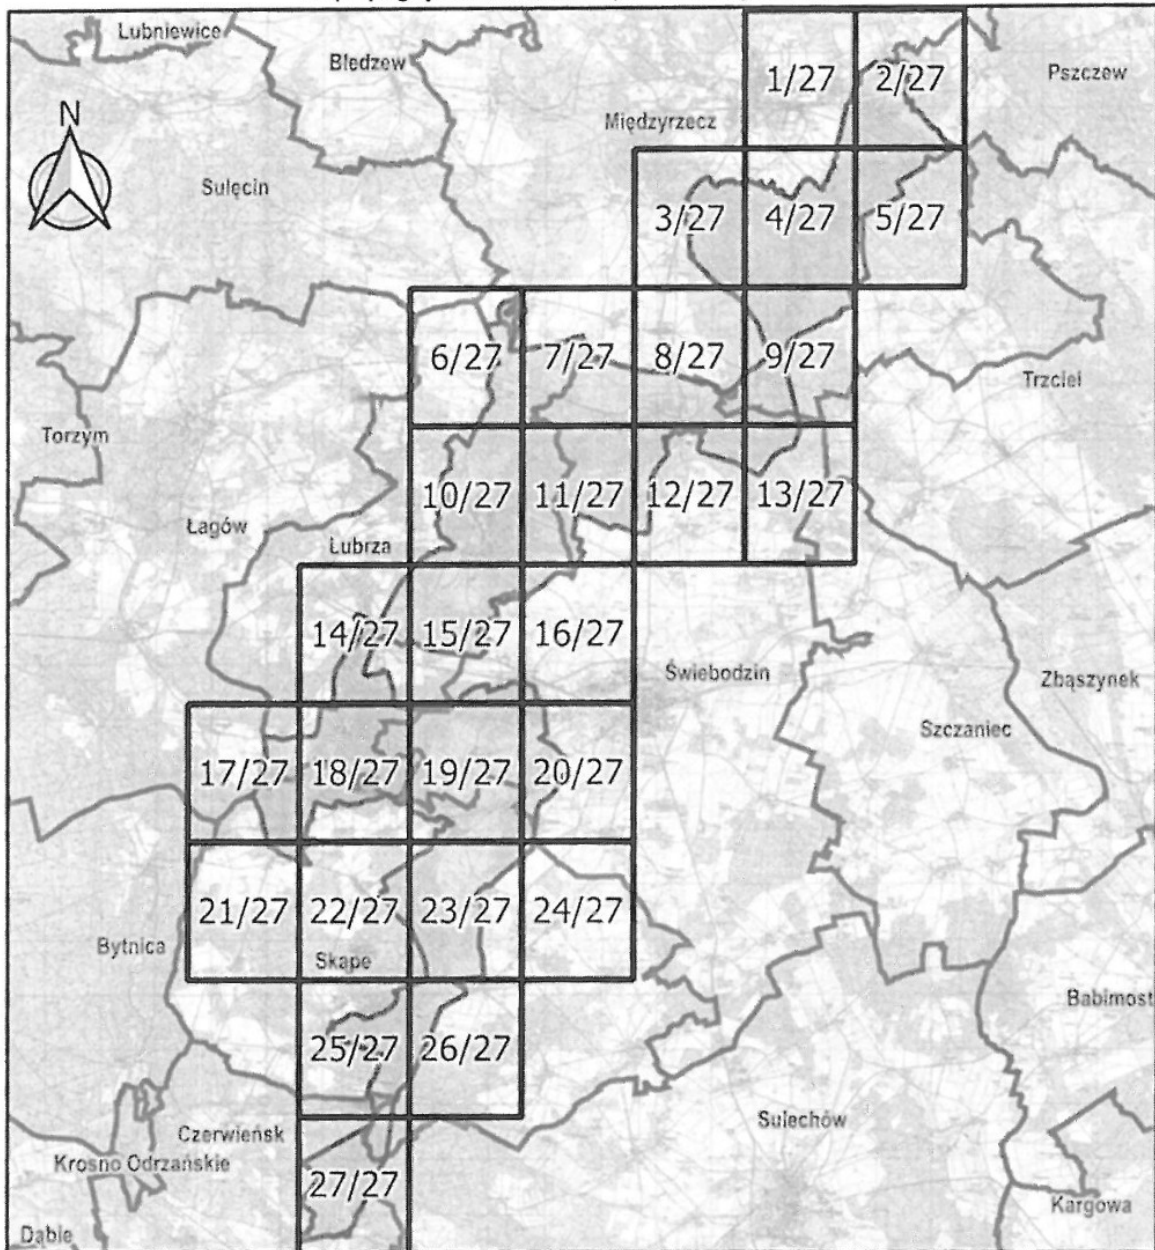 Lubniewice
Bledzew
1/27
2/27
Pszczew
N
Międzyrzecz
Sulęcin
3/27
4/27
5/27
6/27
7/27
8/27
9/27
Trzciel
Torzym
10/27
11/27
12/27
13/27
Łagów
Lubrza
14/27
15/27
16/27
Świebodzin
Zbąszynek
Szczaniec
17/27
18/27
19/27
20/27
21/27
22/27
23/27
24/27
Bytnica
Skąpe
Babimost
25/27
26/27
Sulechów
Czerwieńsk
Krosno Odrzańskie
27/27
Kargowa
Dąbie